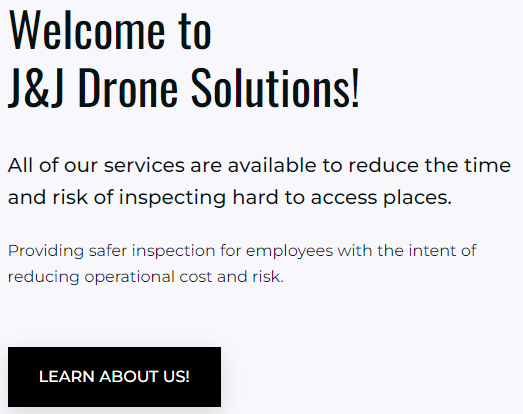 Welcome to
J&J Drone Solutions!
All of our services are available to reduce the time
and risk of inspecting hard to access places.
Providing safer inspection for employees with the intent of
reducing operational cost and risk.
LEARN ABOUT US!